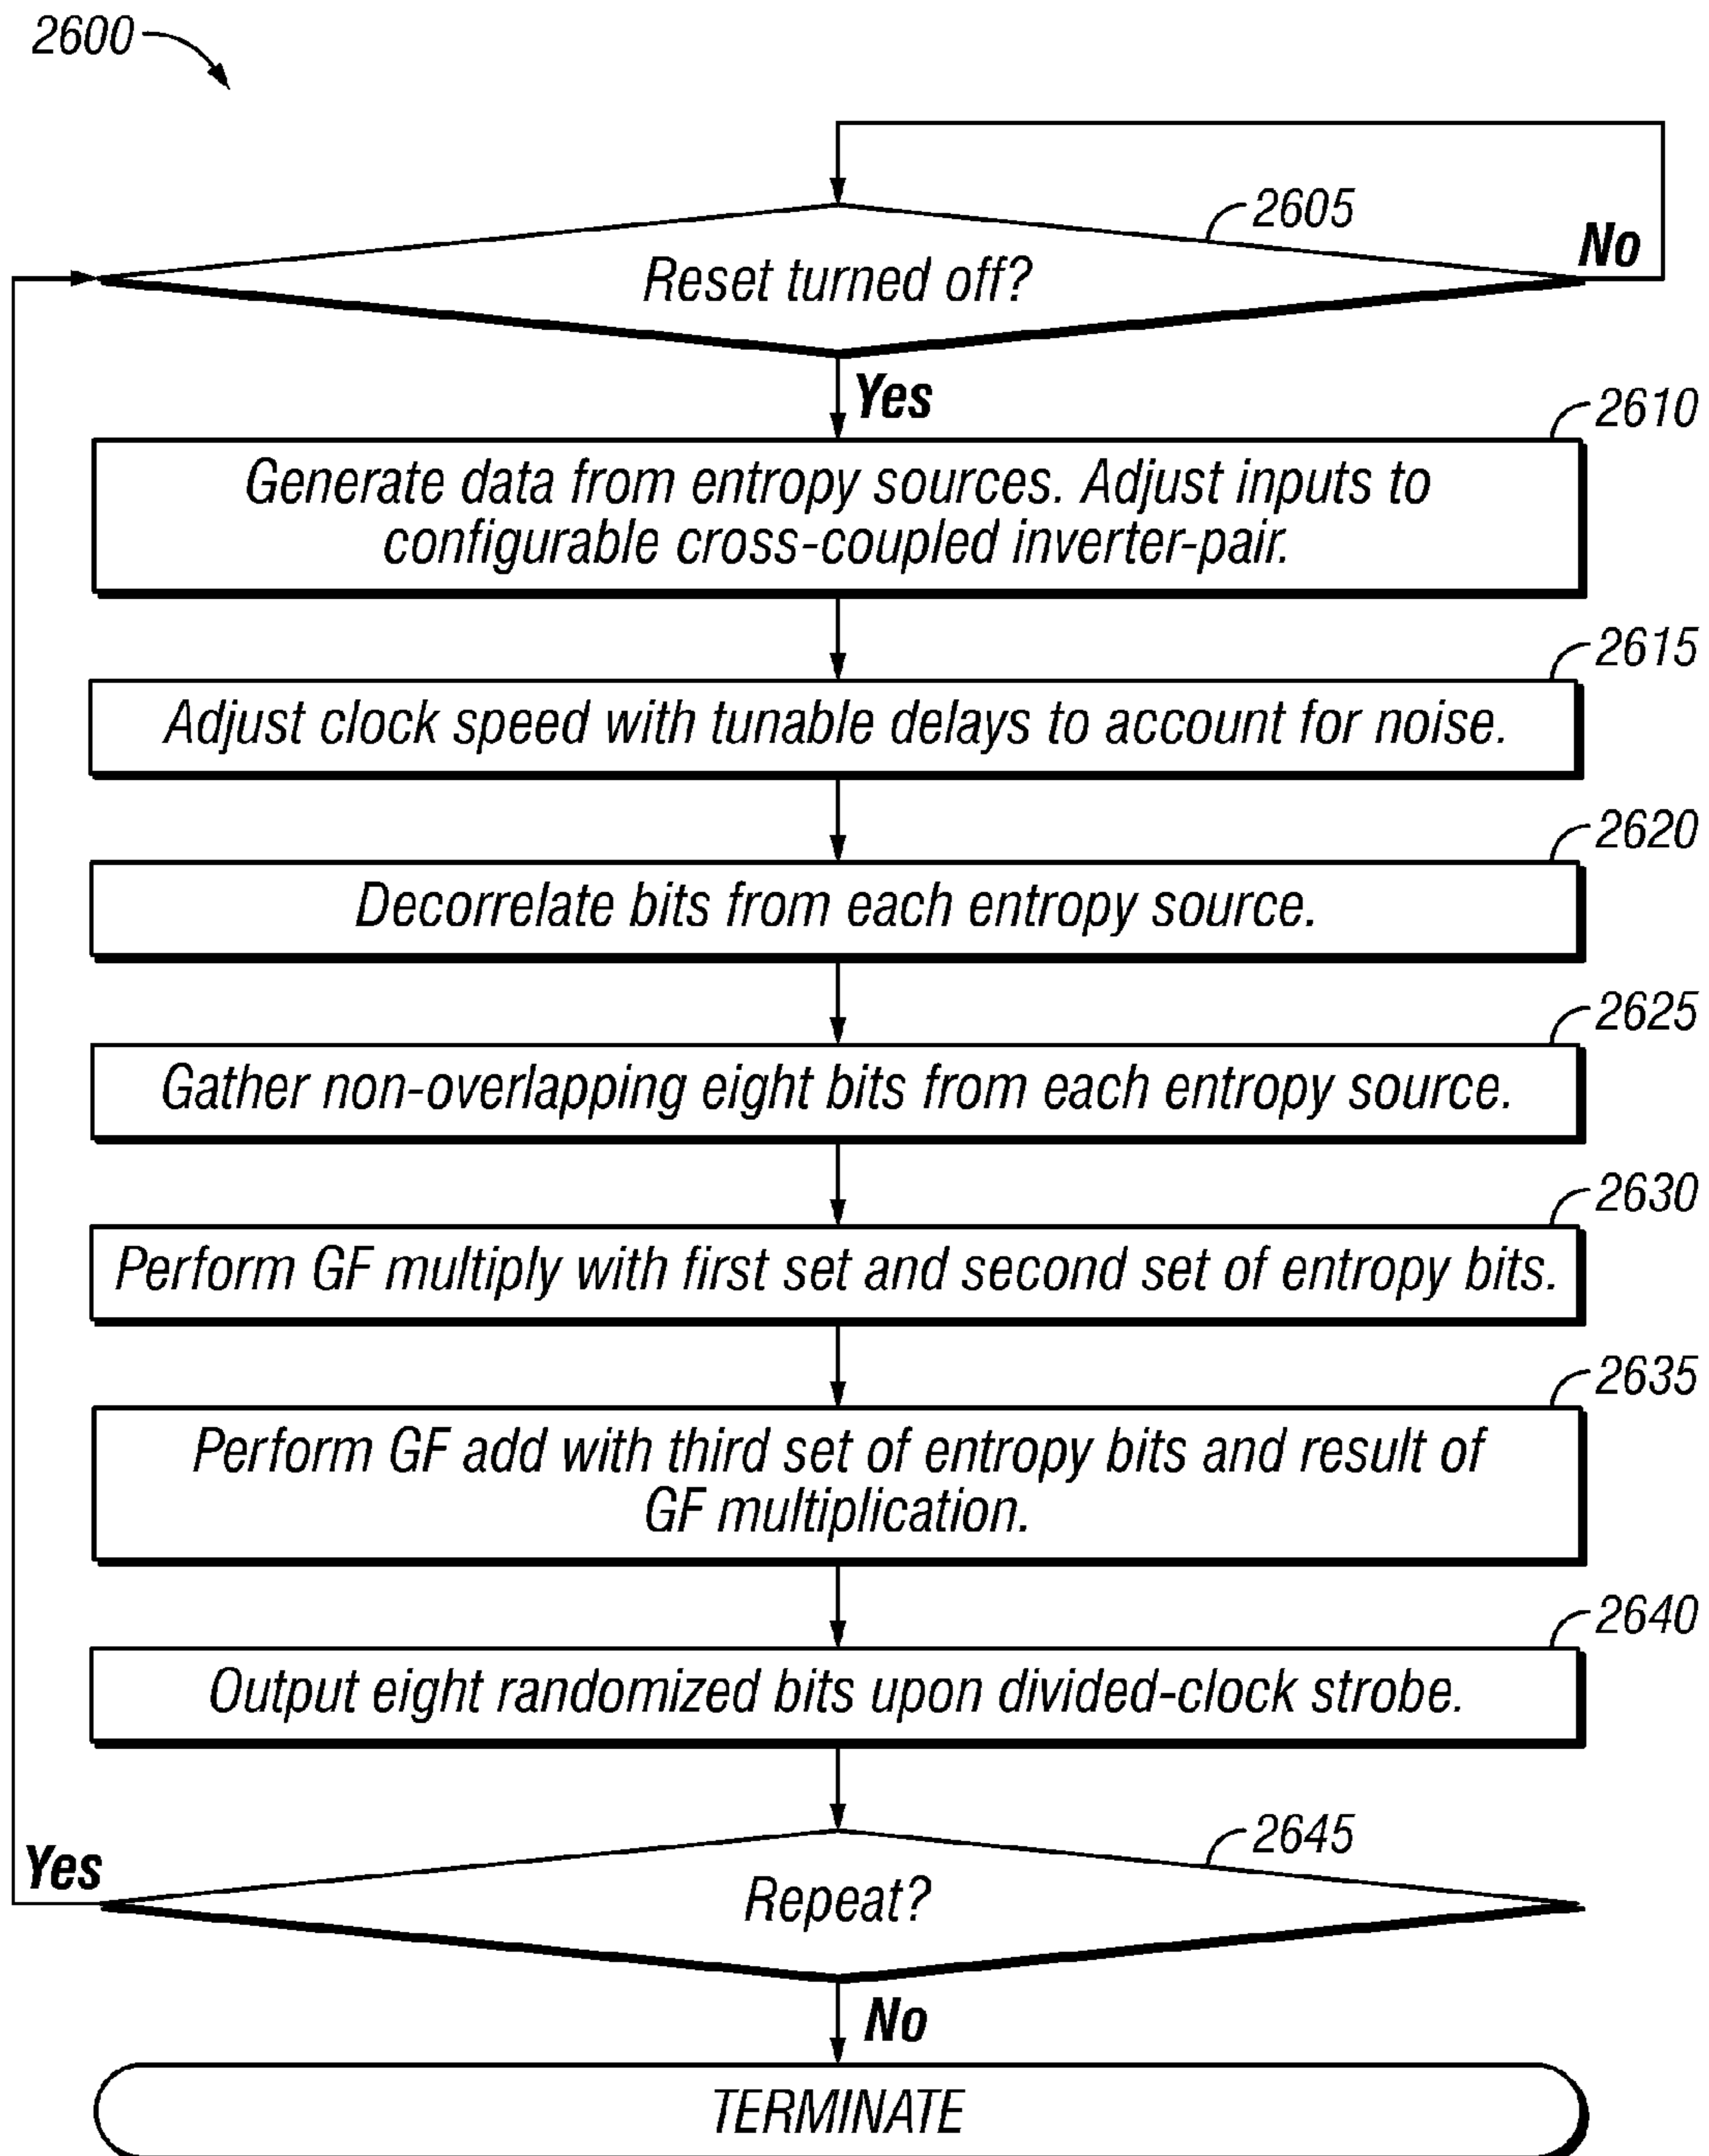 2600
2605
No
Reset turned off?
Yes
2610
Generate data from entropy sources. Adjust inputs to
configurable cross-coupled inverter-pair.
2615
Adjust clock speed with tunable delays to account for noise.
2620
Decorrelate bits from each entropy source.
2625
Gather non-overlapping eight bits from each entropy source.
2630
Perform GF multiply with first set and second set of entropy bits.
2635
Perform GF add with third set of entropy bits and result of
GF multiplication.
2640
Output eight randomized bits upon divided-clock strobe.
2645
Yes
Repeat?
No
TERMINATE